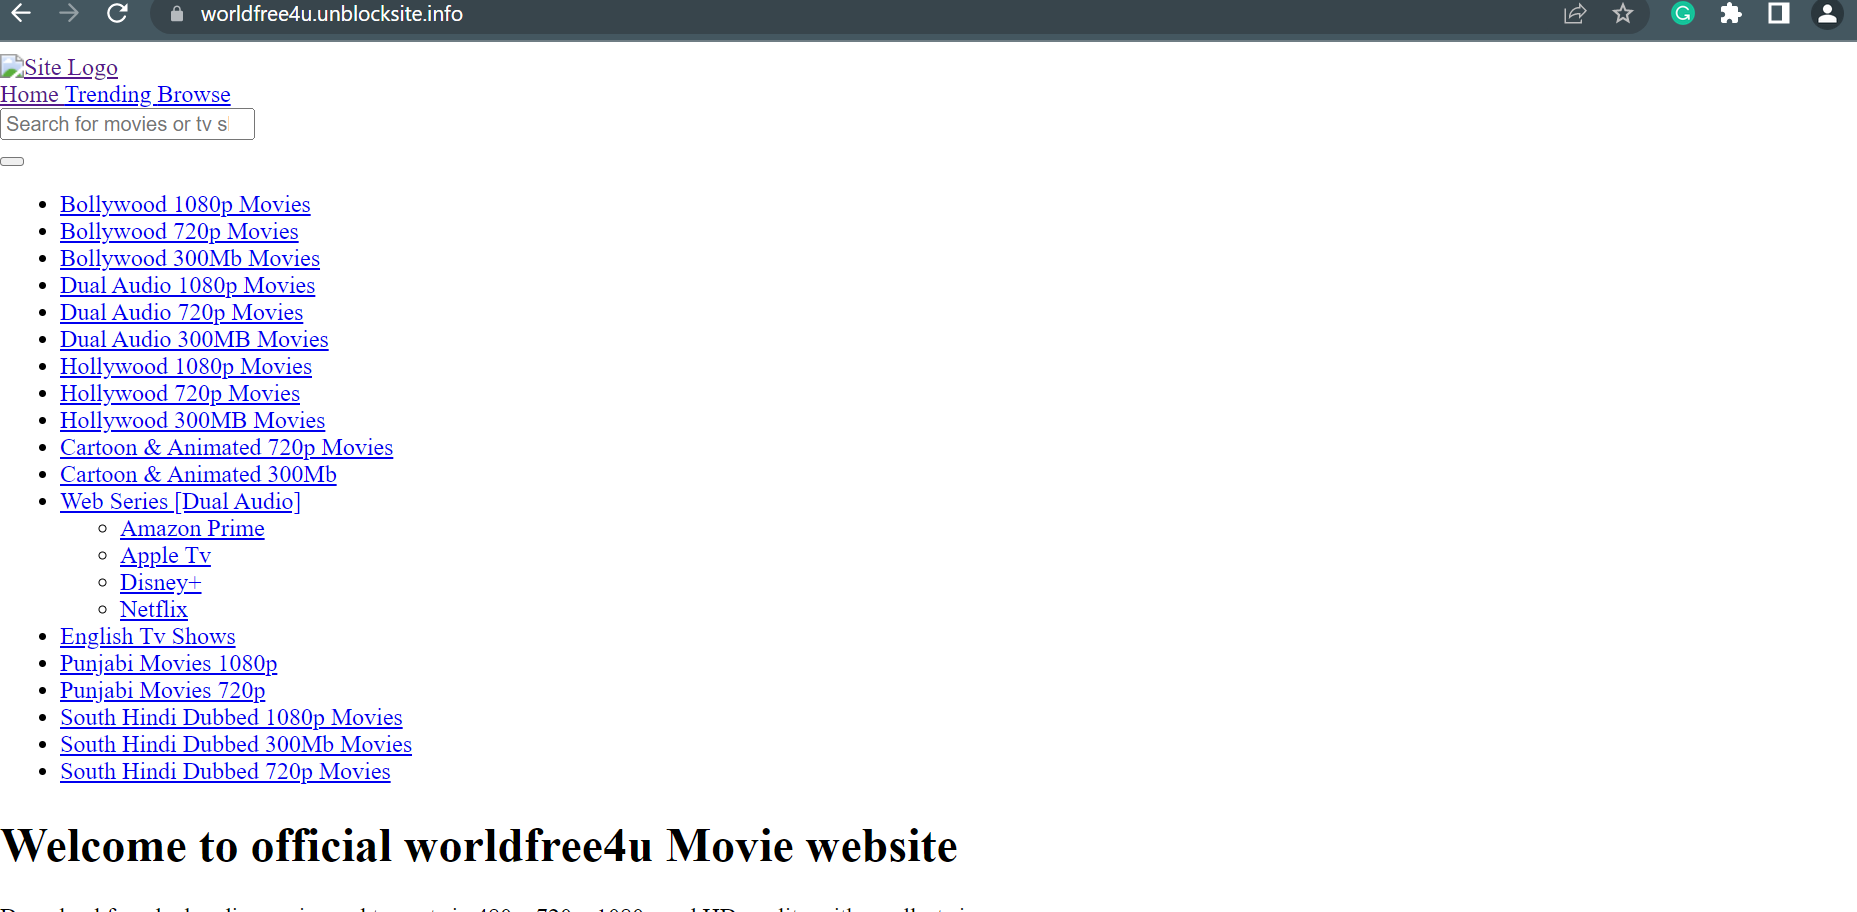 worldfree4u.unblocksite.info
Site Logo
Home Trending Browse
Search for movies or tv s
Bollywood 1080p Movies
Bollywood 720p Movies
Bollywood 300Mb Movies
Dual Audio 1080p Movies
Dual Audio 720p Movies
Dual Audio 300MB Movies
Hollywood 1080p Movies
Hollywood 720p Movies
Hollywood 300MB Movies
Cartoon & Animated 720p Movies
Cartoon & Animated 300Mb
Web Series [Dual Audio]
Amazon Prime
Apple Tv
Disney+
Netflix
English Tv Shows
Punjabi Movies 1080p
Punjabi Movies 720p
South Hindi Dubbed 1080p Movies
South Hindi Dubbed 300Mb Movies
South Hindi Dubbed 720p Movies
Welcome to official worldfree4u Movie website